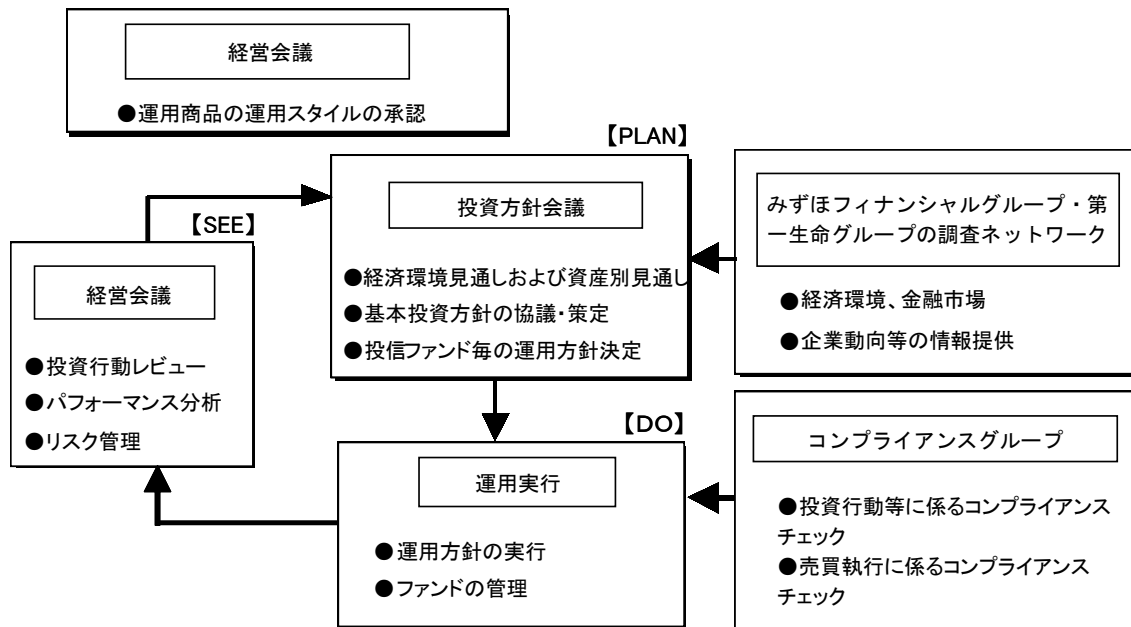 経営会議
●運用商品の運用スタイルの承認
【PLAN】
投資方針会議
●経済環境見通しおよび資産別見通し
●基本投資方針の協議・策定
●投信ファンド毎の運用方針決定
みずほフィナンシャルグループ・第
一生命グループの調査ネットワーク
●経済環境、金融市場
●企業動向等の情報提供
【SEE】
経営会議
●投資行動レビュー
●パフォーマンス分析
●リスク管理
【DO】
運用実行
●運用方針の実行
●ファンドの管理
コンプライアンスグループ
●投資行動等に係るコンプライアンス
チェック
●売買執行に係るコンプライアンス
チェック